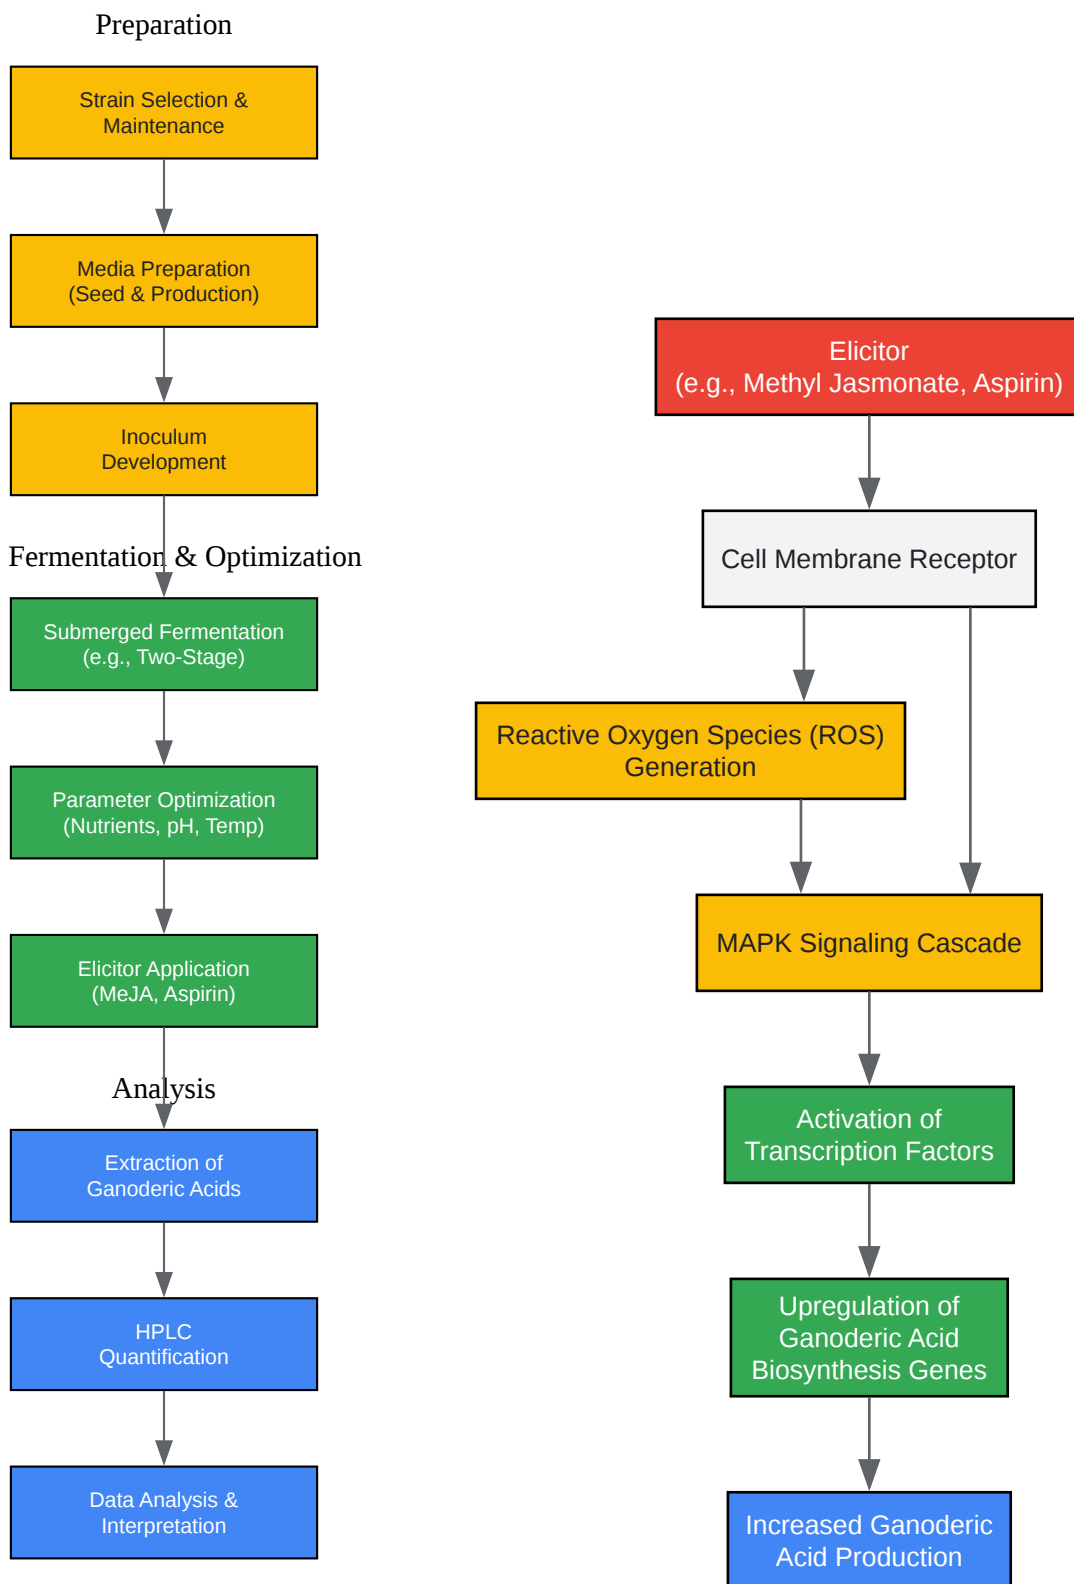 Preparation
Strain Selection &
Maintenance
Media Preparation
(Seed & Production)
Inoculum
Development
Fermentation & Optimization
Submerged Fermentation
(e.g., Two-Stage)
Parameter Optimization
(Nutrients, pH, Temp)
Elicitor Application
(MeJA, Aspirin)
Analysis
Extraction of
Ganoderic Acids
HPLC
Quantification
Data Analysis &
Interpretation
Elicitor
(e.g., Methyl Jasmonate, Aspirin)
Cell Membrane Receptor
Reactive Oxygen Species (ROS)
Generation
MAPK Signaling Cascade
Activation of
Transcription Factors
Upregulation of
Ganoderic Acid
Biosynthesis Genes
Increased Ganoderic
Acid Production